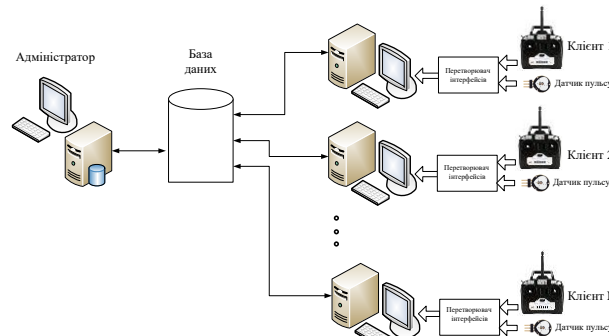 Адміністратор
База
даних
Клієнт 1
Перетворювач
інтерфейсів
Датчик пульсу
Клієнт 2
Перетворювач
інтерфейсів
Датчик пульсу
Клієнт
Перетворювач
інтерфейсів
Датчик пульсу